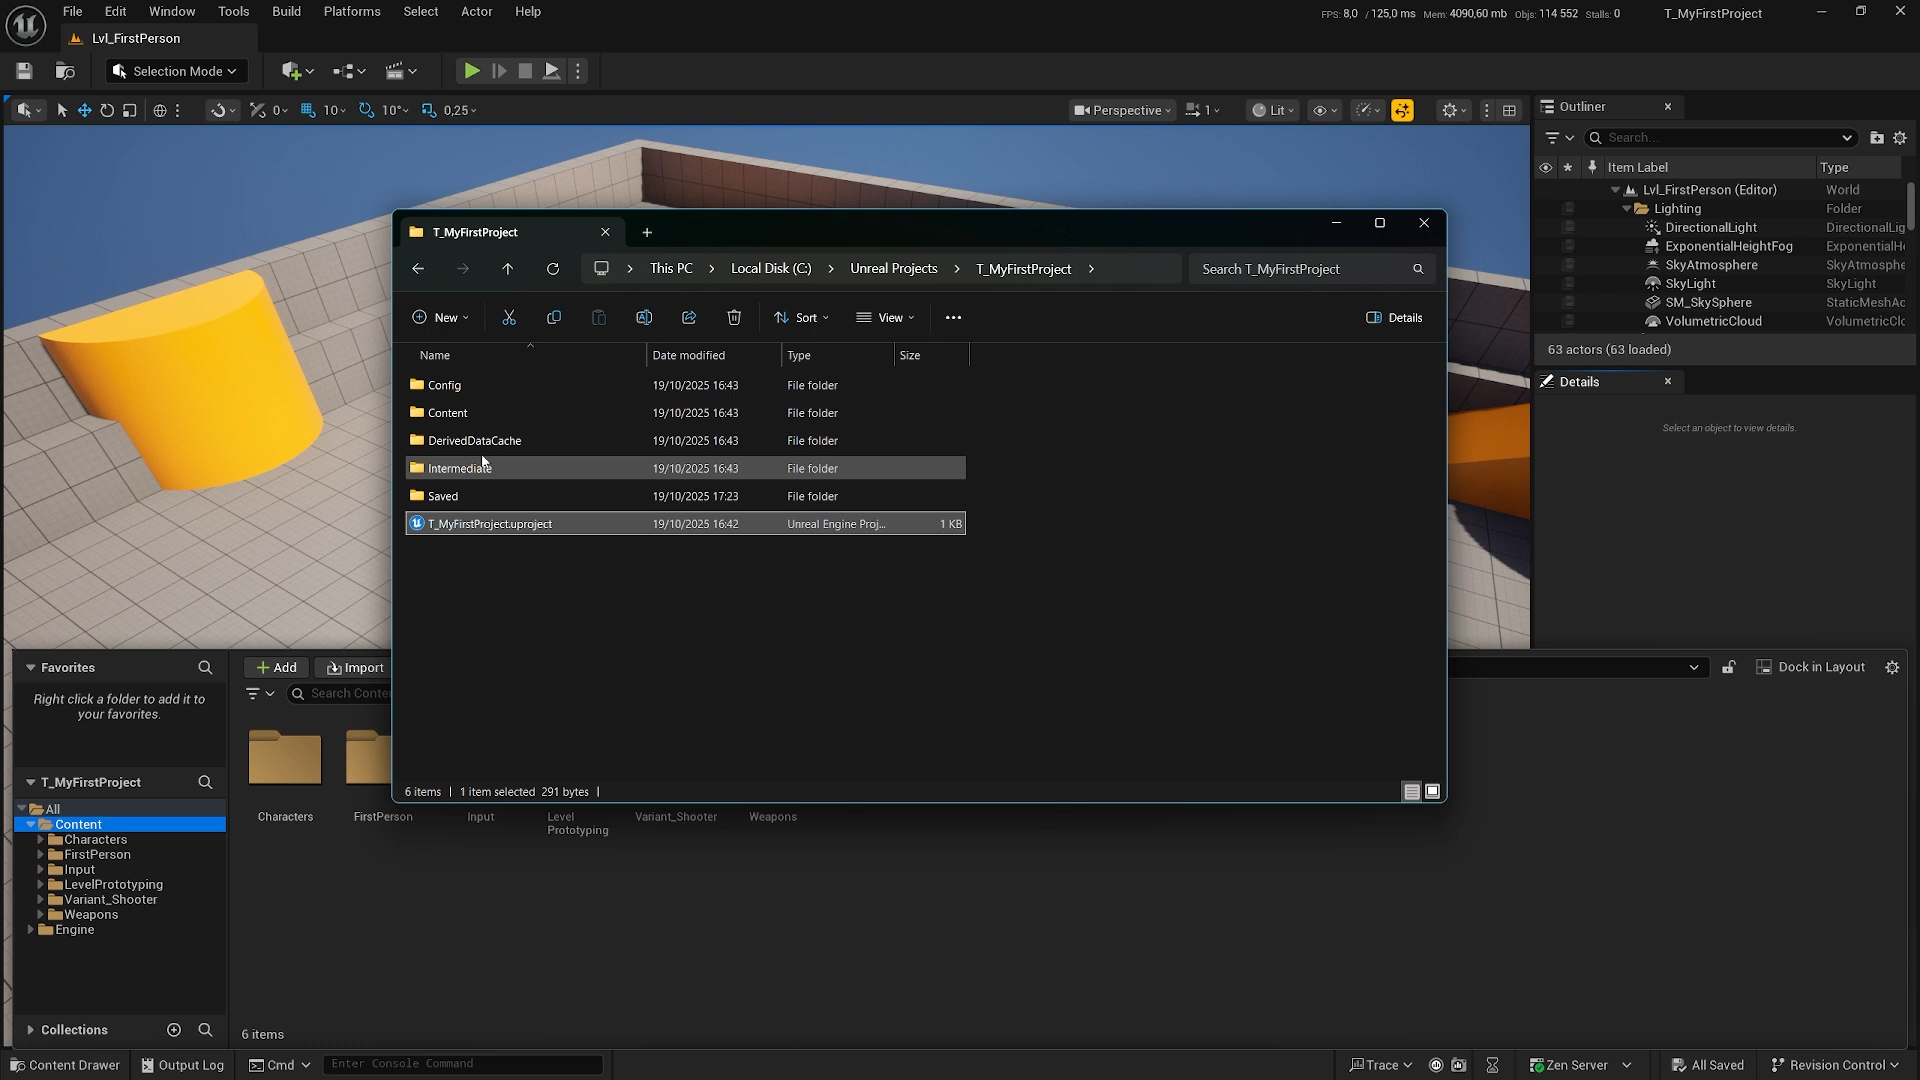 File Edit Window Tools Build Platforms Select Actor Help
FPS: 8,0 / 125,0 ms Mem: 4090,60 mb Objs: 114 552 Stalls: 0 T_MyFirstProject
Lvl_FirstPerson
Selection Mode
0 10 10° 0,25
Perspective 1 Lit
Outliner
Search...
Item Label Type
Lvl_FirstPerson (Editor) World
Lighting Folder
DirectionalLight DirectionalLig
ExponentialHeightFog ExponentialHe
SkyAtmosphere SkyAtmosphe
SkyLight SkyLight
SM_SkySphere StaticMeshAc
VolumetricCloud VolumetricClo
63 actors (63 loaded)
Details
Select an object to view details.
T_MyFirstProject
This PC Local Disk (C:) Unreal Projects T_MyFirstProject
Search T_MyFirstProject
New Sort View Details
Name Date modified Type Size
Config 19/10/2025 16:43 File folder
Content 19/10/2025 16:43 File folder
DerivedDataCache 19/10/2025 16:43 File folder
Intermediate 19/10/2025 16:43 File folder
Saved 19/10/2025 17:23 File folder
T_MyFirstProject.uproject 19/10/2025 16:42 Unreal Engine Proj... 1 KB
6 items 1 item selected 291 bytes
Favorites
Right click a folder to add it to
your favorites.
T_MyFirstProject
All
Content
Characters
FirstPerson
Input
LevelPrototyping
Variant_Shooter
Weapons
Engine
Collections
Add Import
Search Conte
Dock in Layout
Characters FirstPerson Input Level Variant_Shooter Weapons
Prototyping
6 items
Content Drawer Output Log Cmd Enter Console Command
Trace Zen Server All Saved Revision Control